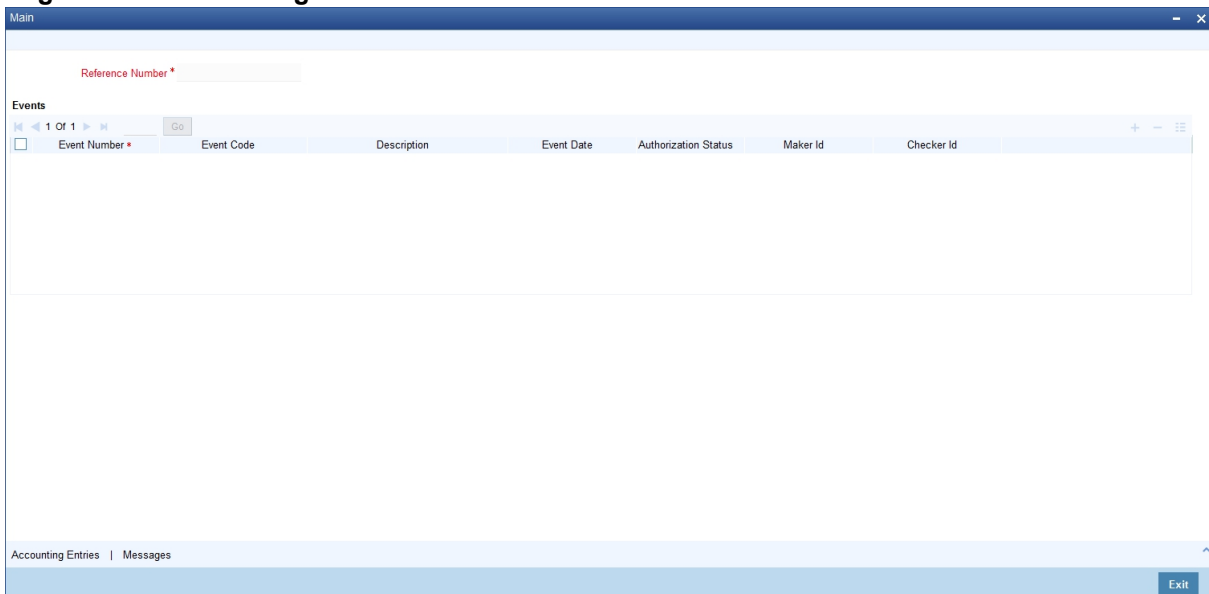 Main
Reference Number *
Events
1 Of 1 Go
Event Number * Event Code Description Event Date Authorization Status Maker Id Checker Id
Accounting Entries | Messages
Exit